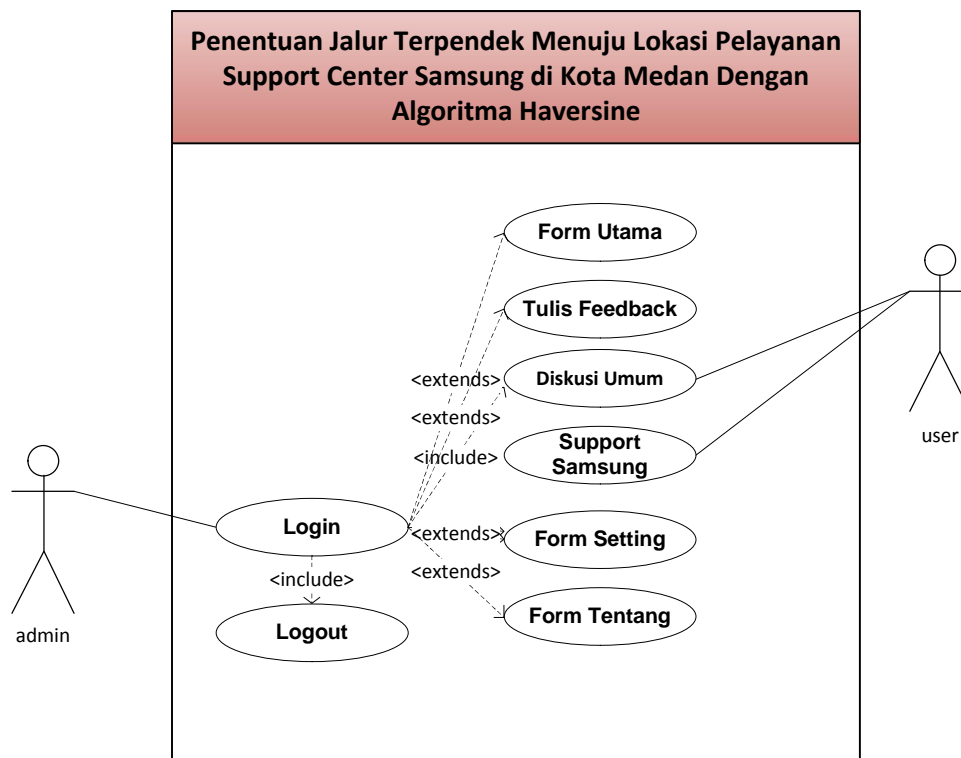 Penentuan Jalur Terpendek Menuju Lokasi Pelayanan
Support Center Samsung di Kota Medan Dengan
Algoritma Haversine
Form Utama
Tulis Feedback
<extends>
Diskusi Umum
<extends>
<include>
Support
Samsung
user
Login
<extends>
Form Setting
<extends>
<include>
Form Tentang
Logout
admin